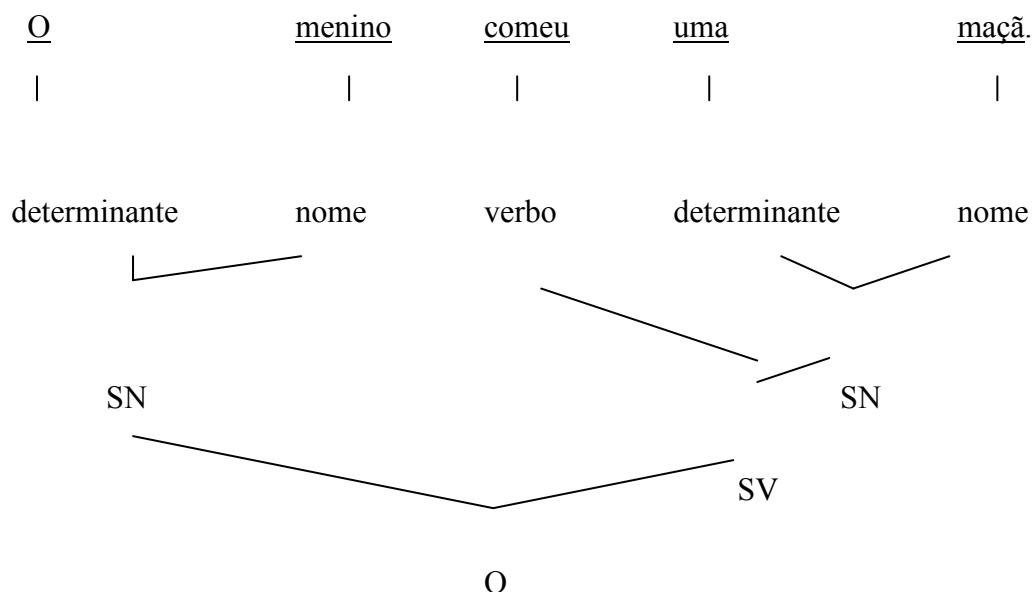 O menino comeu uma maçã.
determinante nome verbo determinante nome
SN SN
SV
O